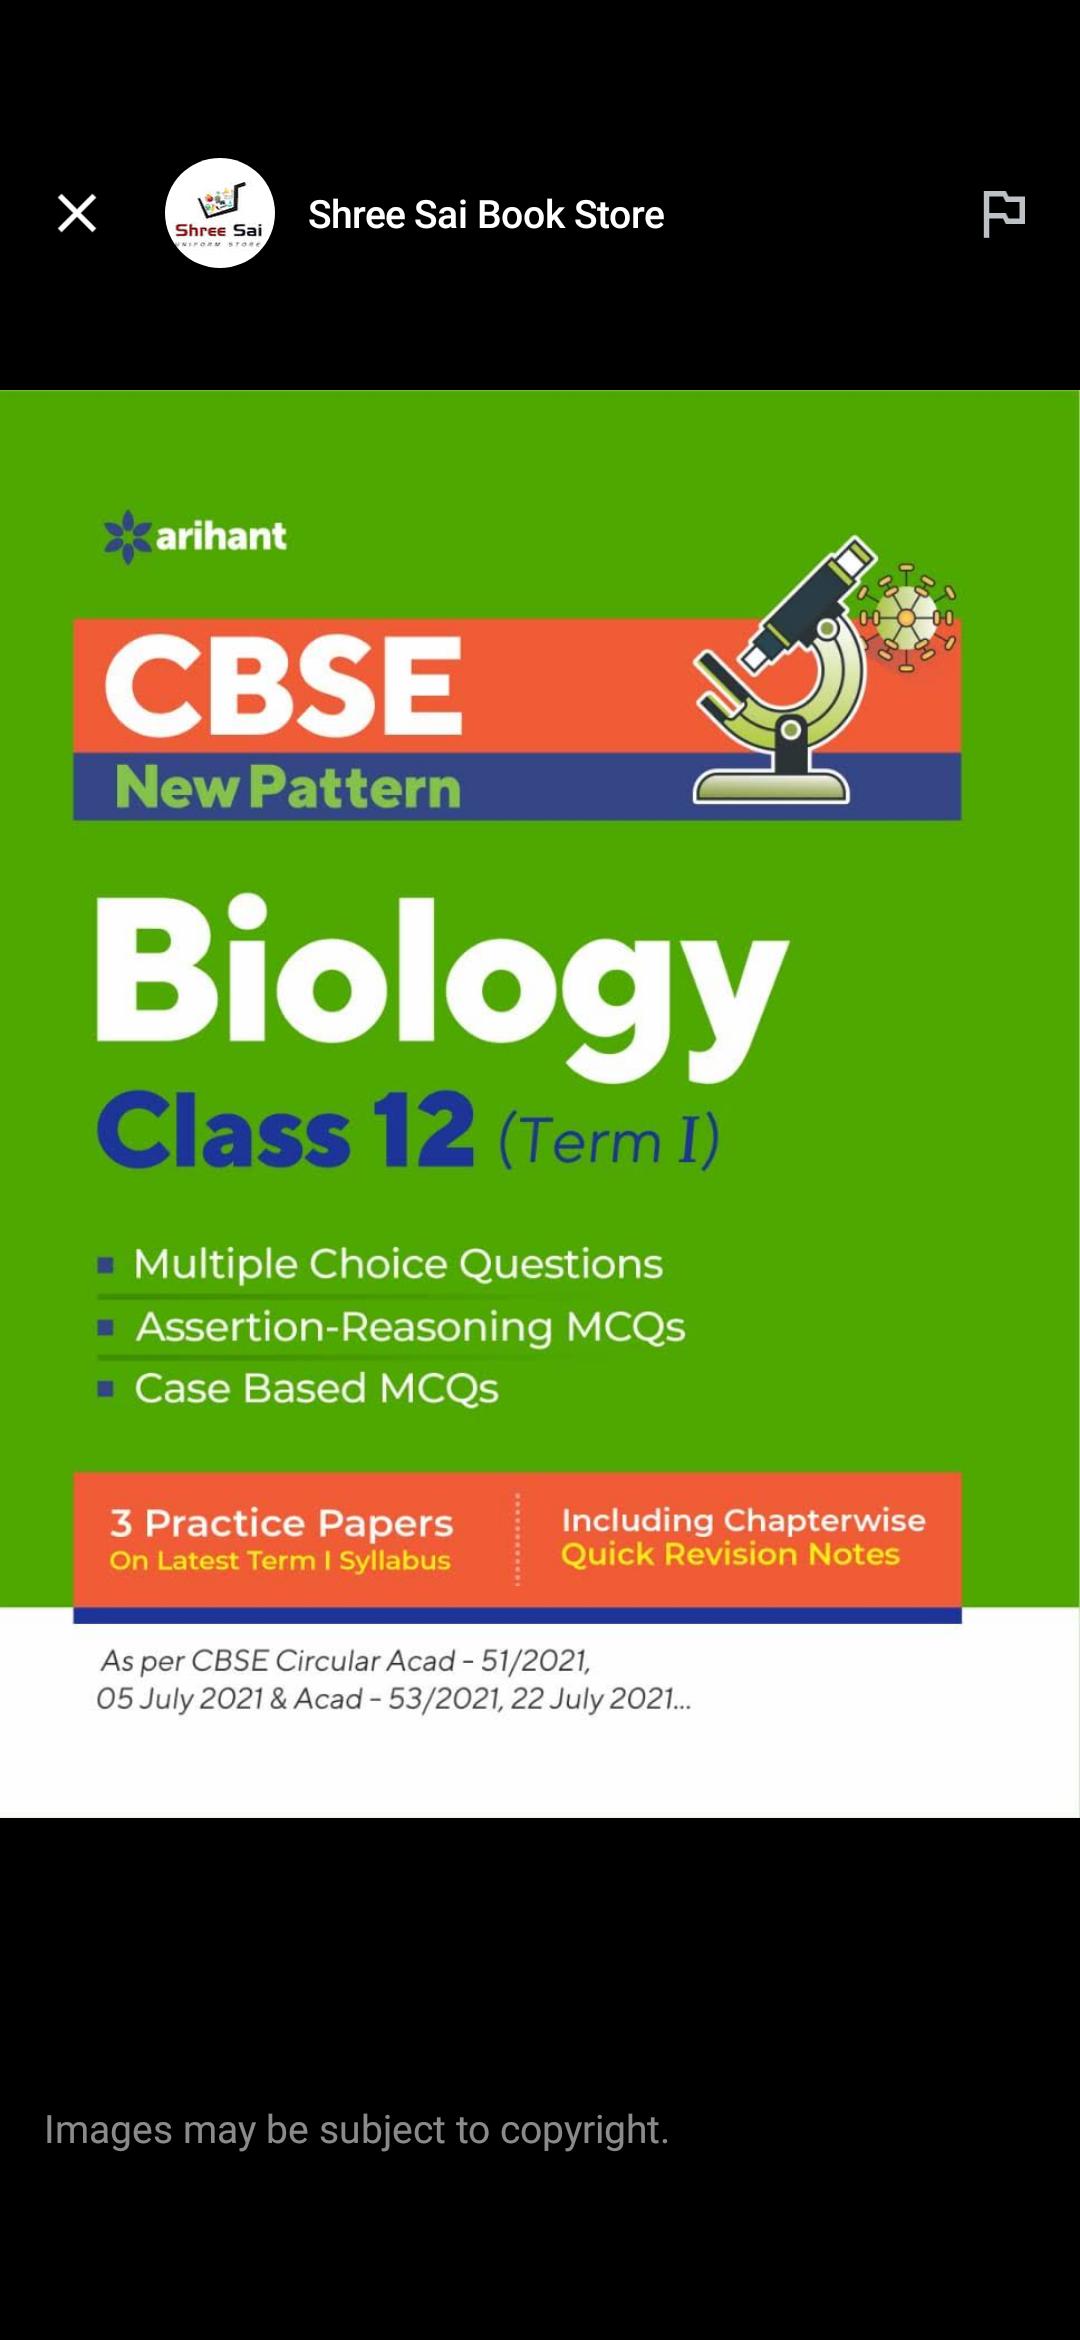 Shree Sai
UNIFORM STORE
Shree Sai Book Store
arihant
CBSE
New Pattern
Biology
Class 12 (Term I)
Multiple Choice Questions
Assertion-Reasoning MCQs
Case Based MCQs
3 Practice Papers
On Latest Term I Syllabus
Including Chapterwise
Quick Revision Notes
As per CBSE Circular Acad - 51/2021,
05 July 2021 & Acad - 53/2021, 22 July 2021...
Images may be subject to copyright.